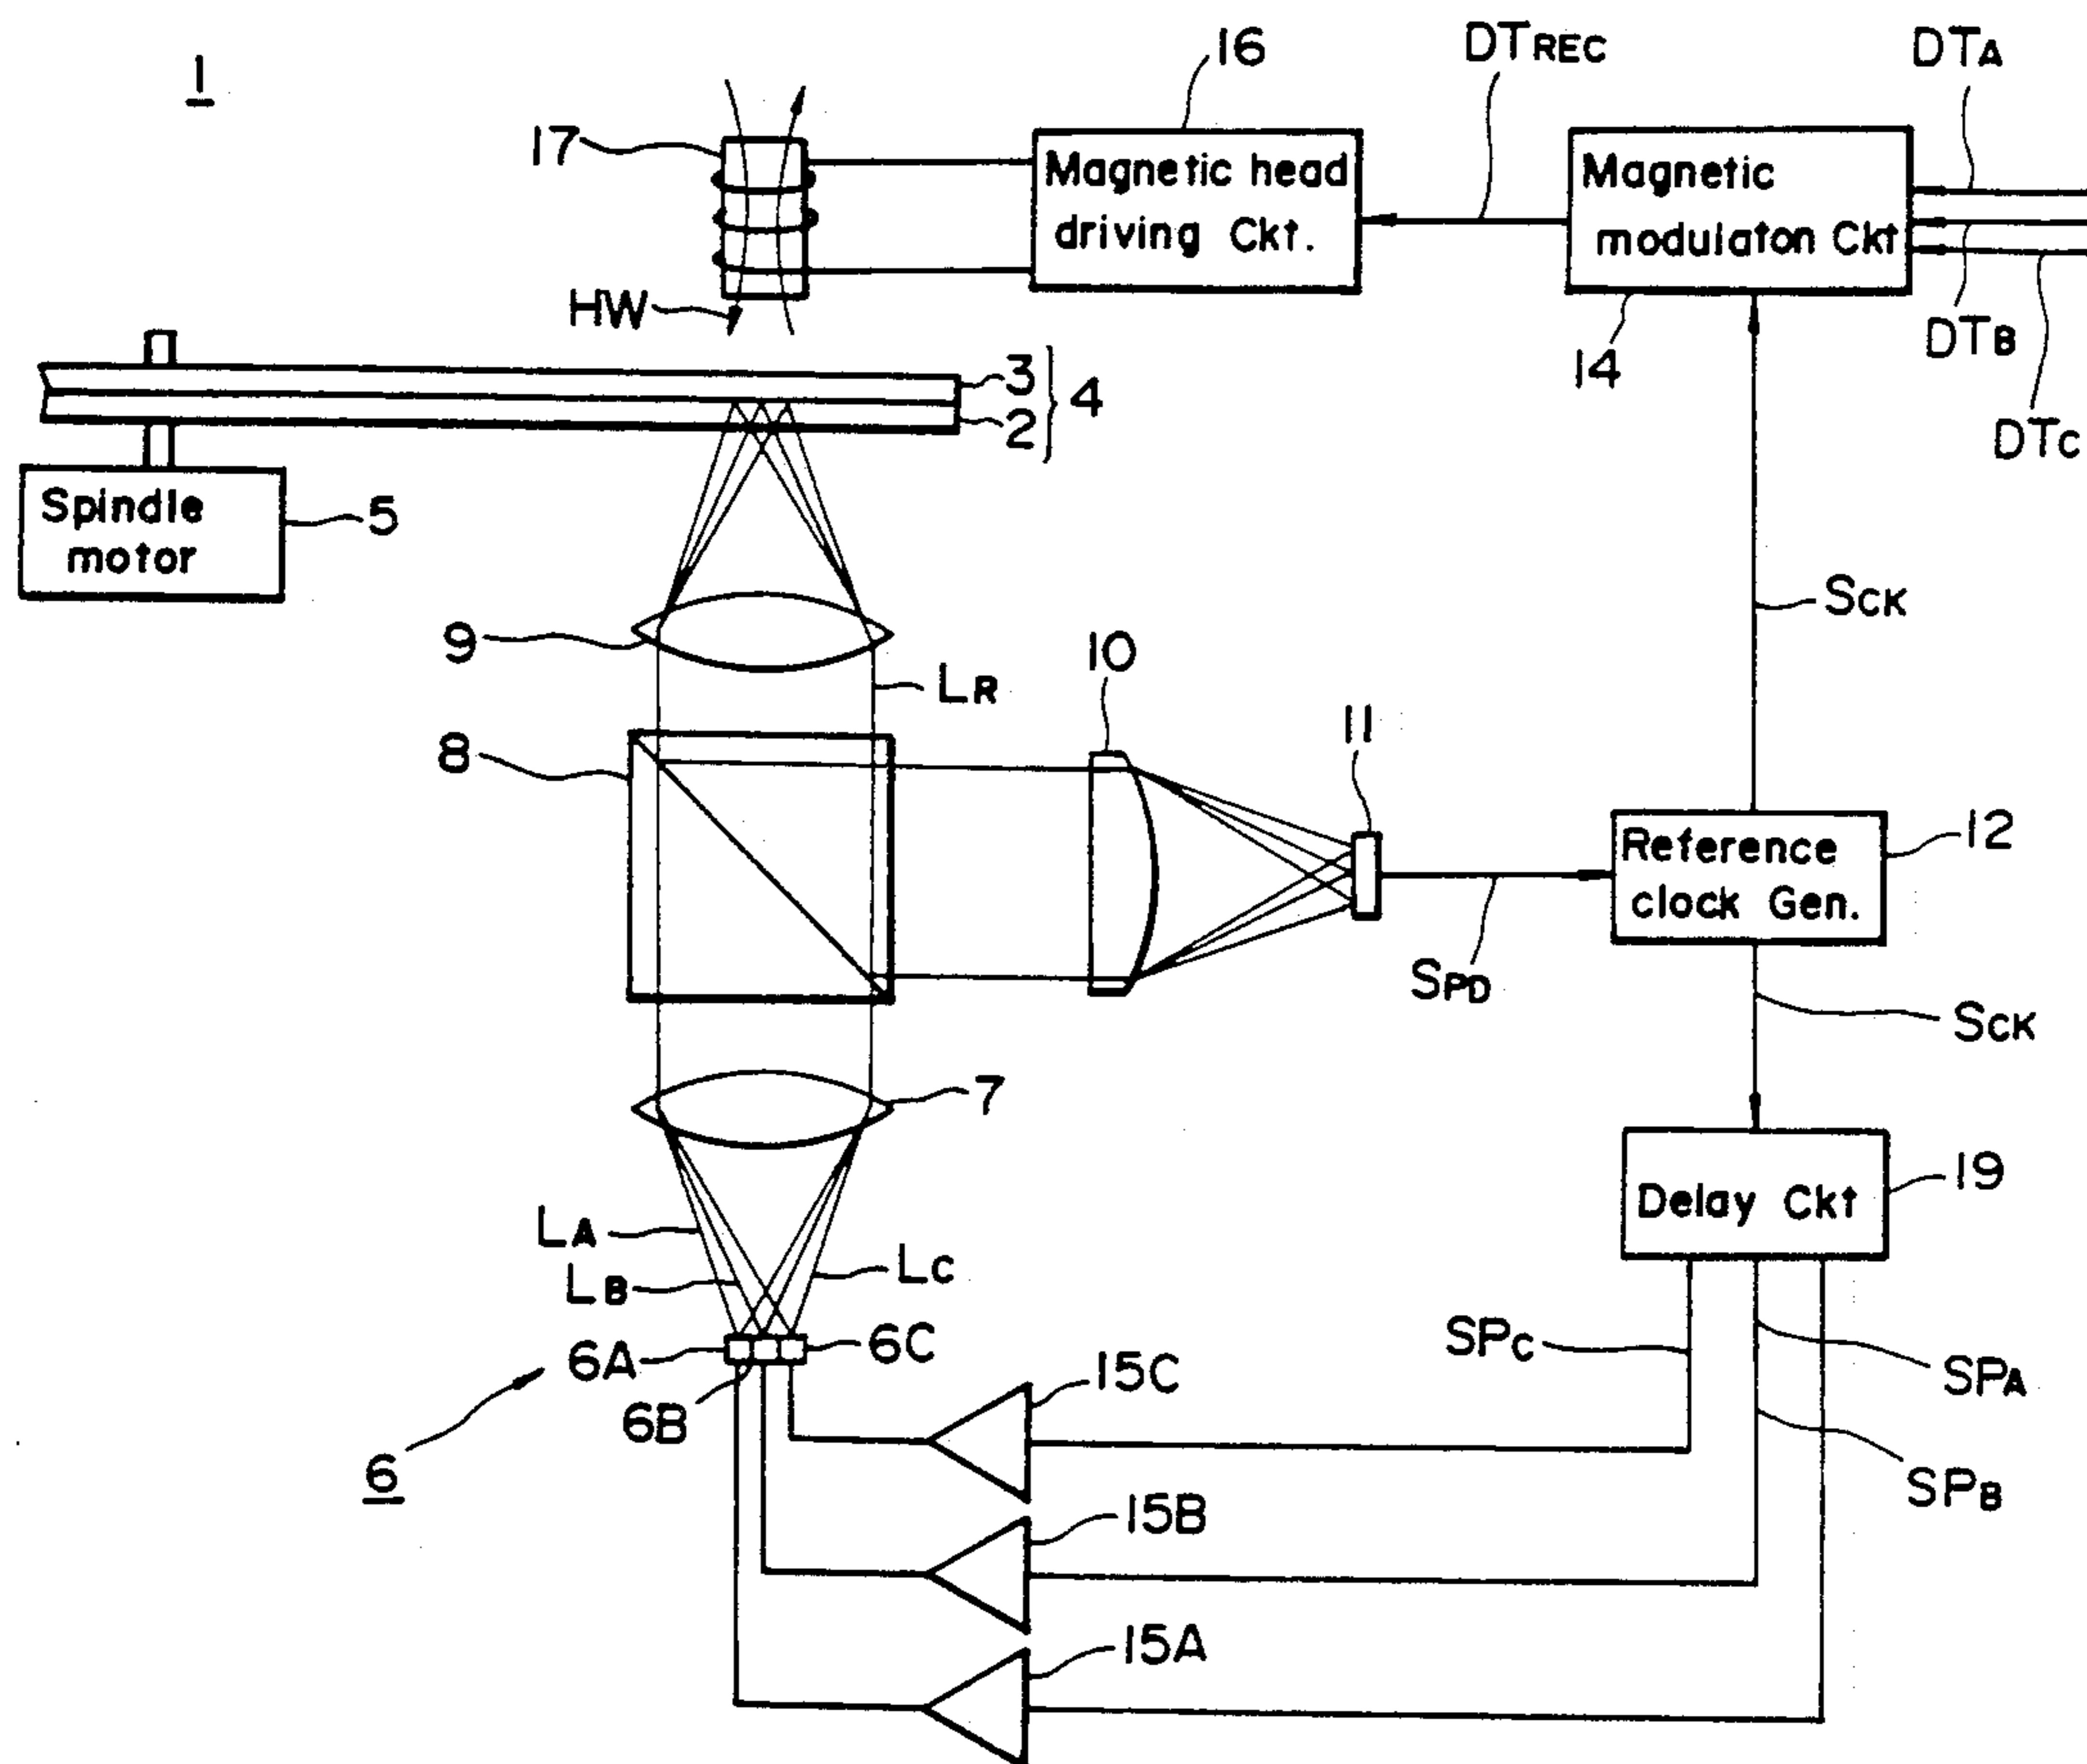 1
16
DTREC
DTA
17
Magnetic head
driving Ckt.
Magnetic
modulaton Ckt
HW
14
DTB
DTC
3
2
4
Spindle
motor
5
SCK
9
10
LR
11
8
Reference
clock Gen.
12
SPD
SCK
7
Delay Ckt
19
LA
LB
LC
6A
6B
6C
SPC
SPA
15C
6
SPB
15B
15A